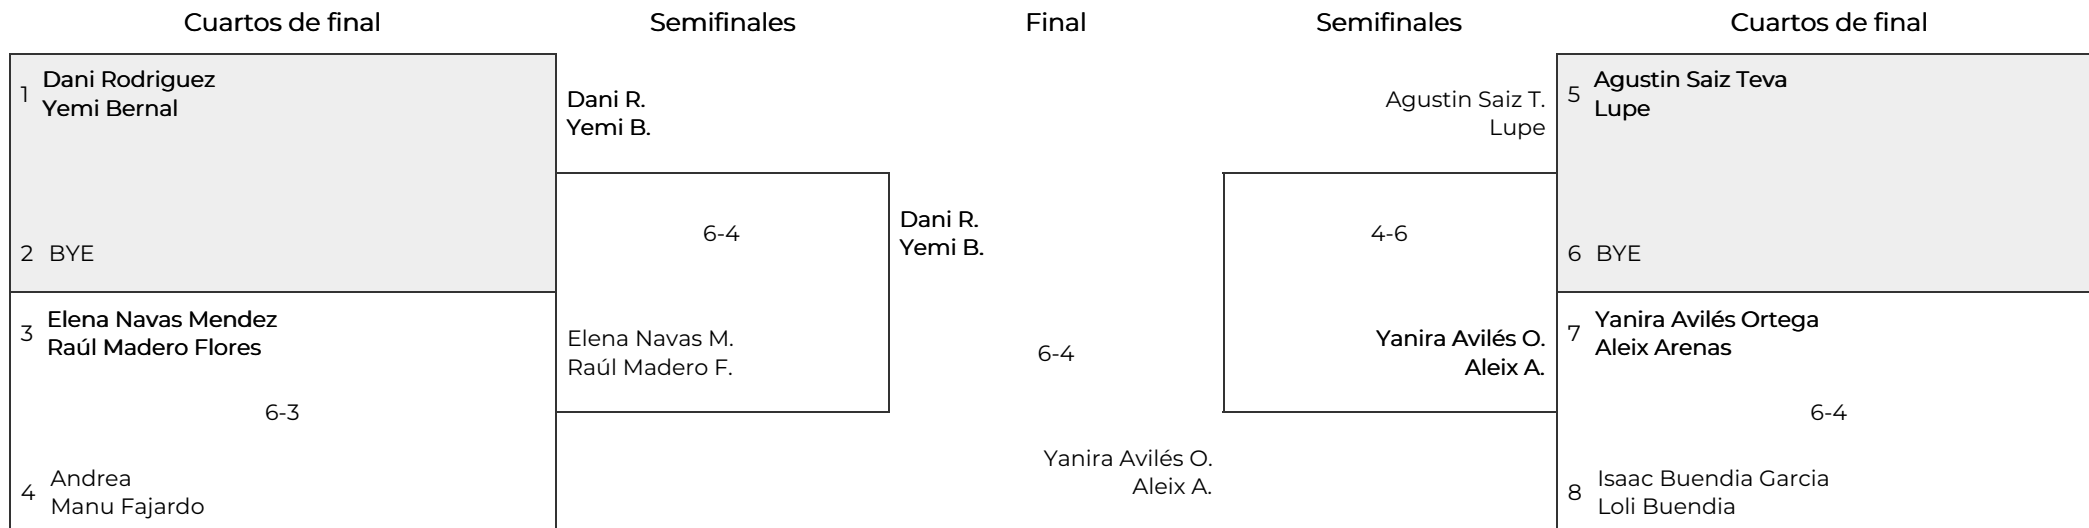 Cuartos de final
Semifinales
Final
Semifinales
Cuartos de final
1
Dani Rodriguez
Yemi Bernal
2 BYE
3
Elena Navas Mendez
Raúl Madero Flores
6-3
4
Andrea
Manu Fajardo
Dani R.
Yemi B.
6-4
Elena Navas M.
Raúl Madero F.
Dani R.
Yemi B.
6-4
Yanira Avilés O.
Aleix A.
Agustin Saiz T.
Lupe
4-6
Yanira Avilés O.
Aleix A.
5
Agustin Saiz Teva
Lupe
6 BYE
7
Yanira Avilés Ortega
Aleix Arenas
6-4
8
Isaac Buendia Garcia
Loli Buendia